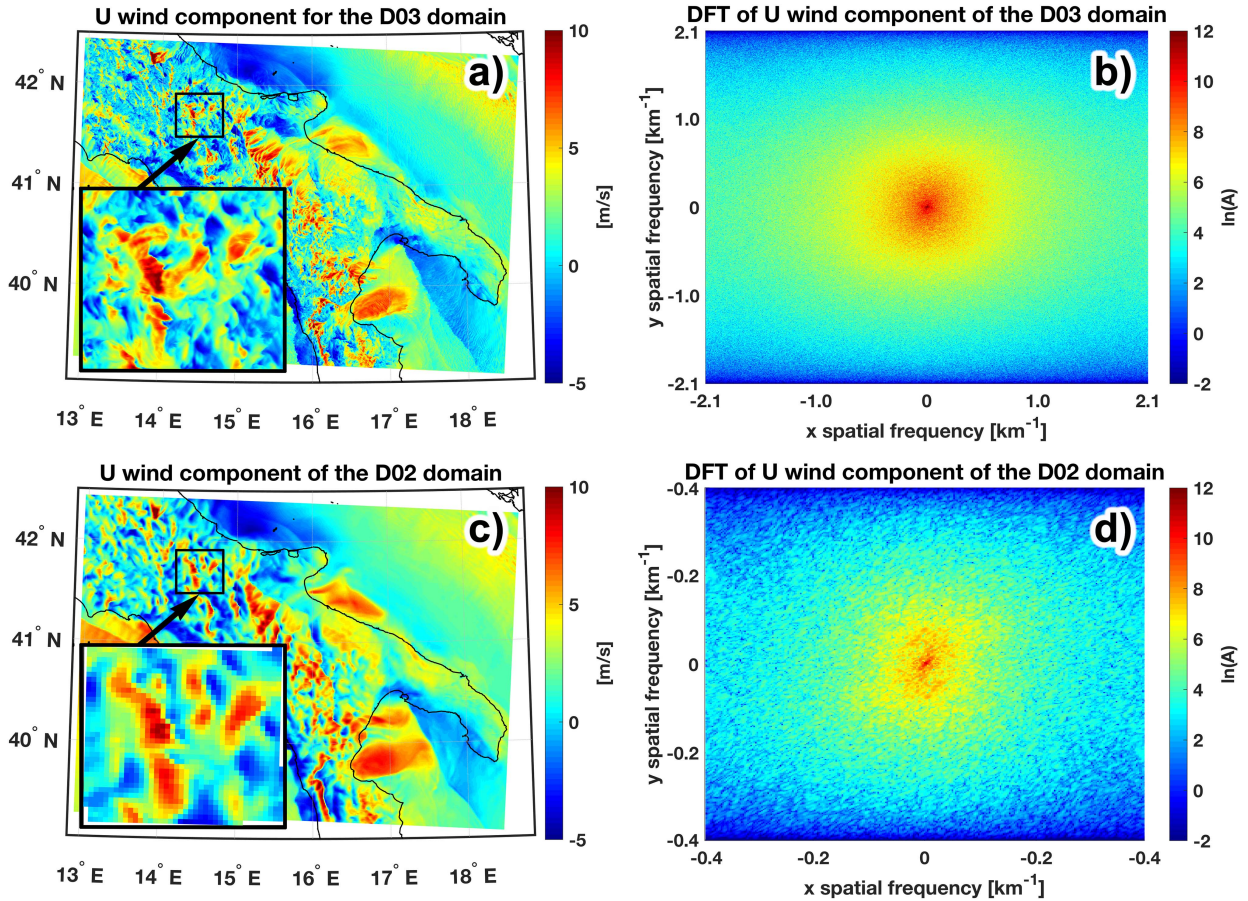 U wind component for the D03 domain
a)
42° N
41° N
40° N
13° E
14° E
15° E
16° E
17° E
18° E
10
5
0
-5
[m/s]
DFT of U wind component of the D03 domain
b)
2.1
1.0
0
-1.0
-2.1
y spatial frequency [km⁻¹]
-2.1
-1.0
0
1.0
2.1
x spatial frequency [km⁻¹]
12
10
8
6
4
2
0
-2
ln(A)
U wind component of the D02 domain
c)
42° N
41° N
40° N
13° E
14° E
15° E
16° E
17° E
18° E
10
5
0
-5
[m/s]
DFT of U wind component of the D02 domain
d)
-0.4
-0.2
0
-0.2
-0.4
y spatial frequency [km⁻¹]
-0.4
-0.2
0
-0.2
-0.4
x spatial frequency [km⁻¹]
12
10
8
6
4
2
0
-2
ln(A)